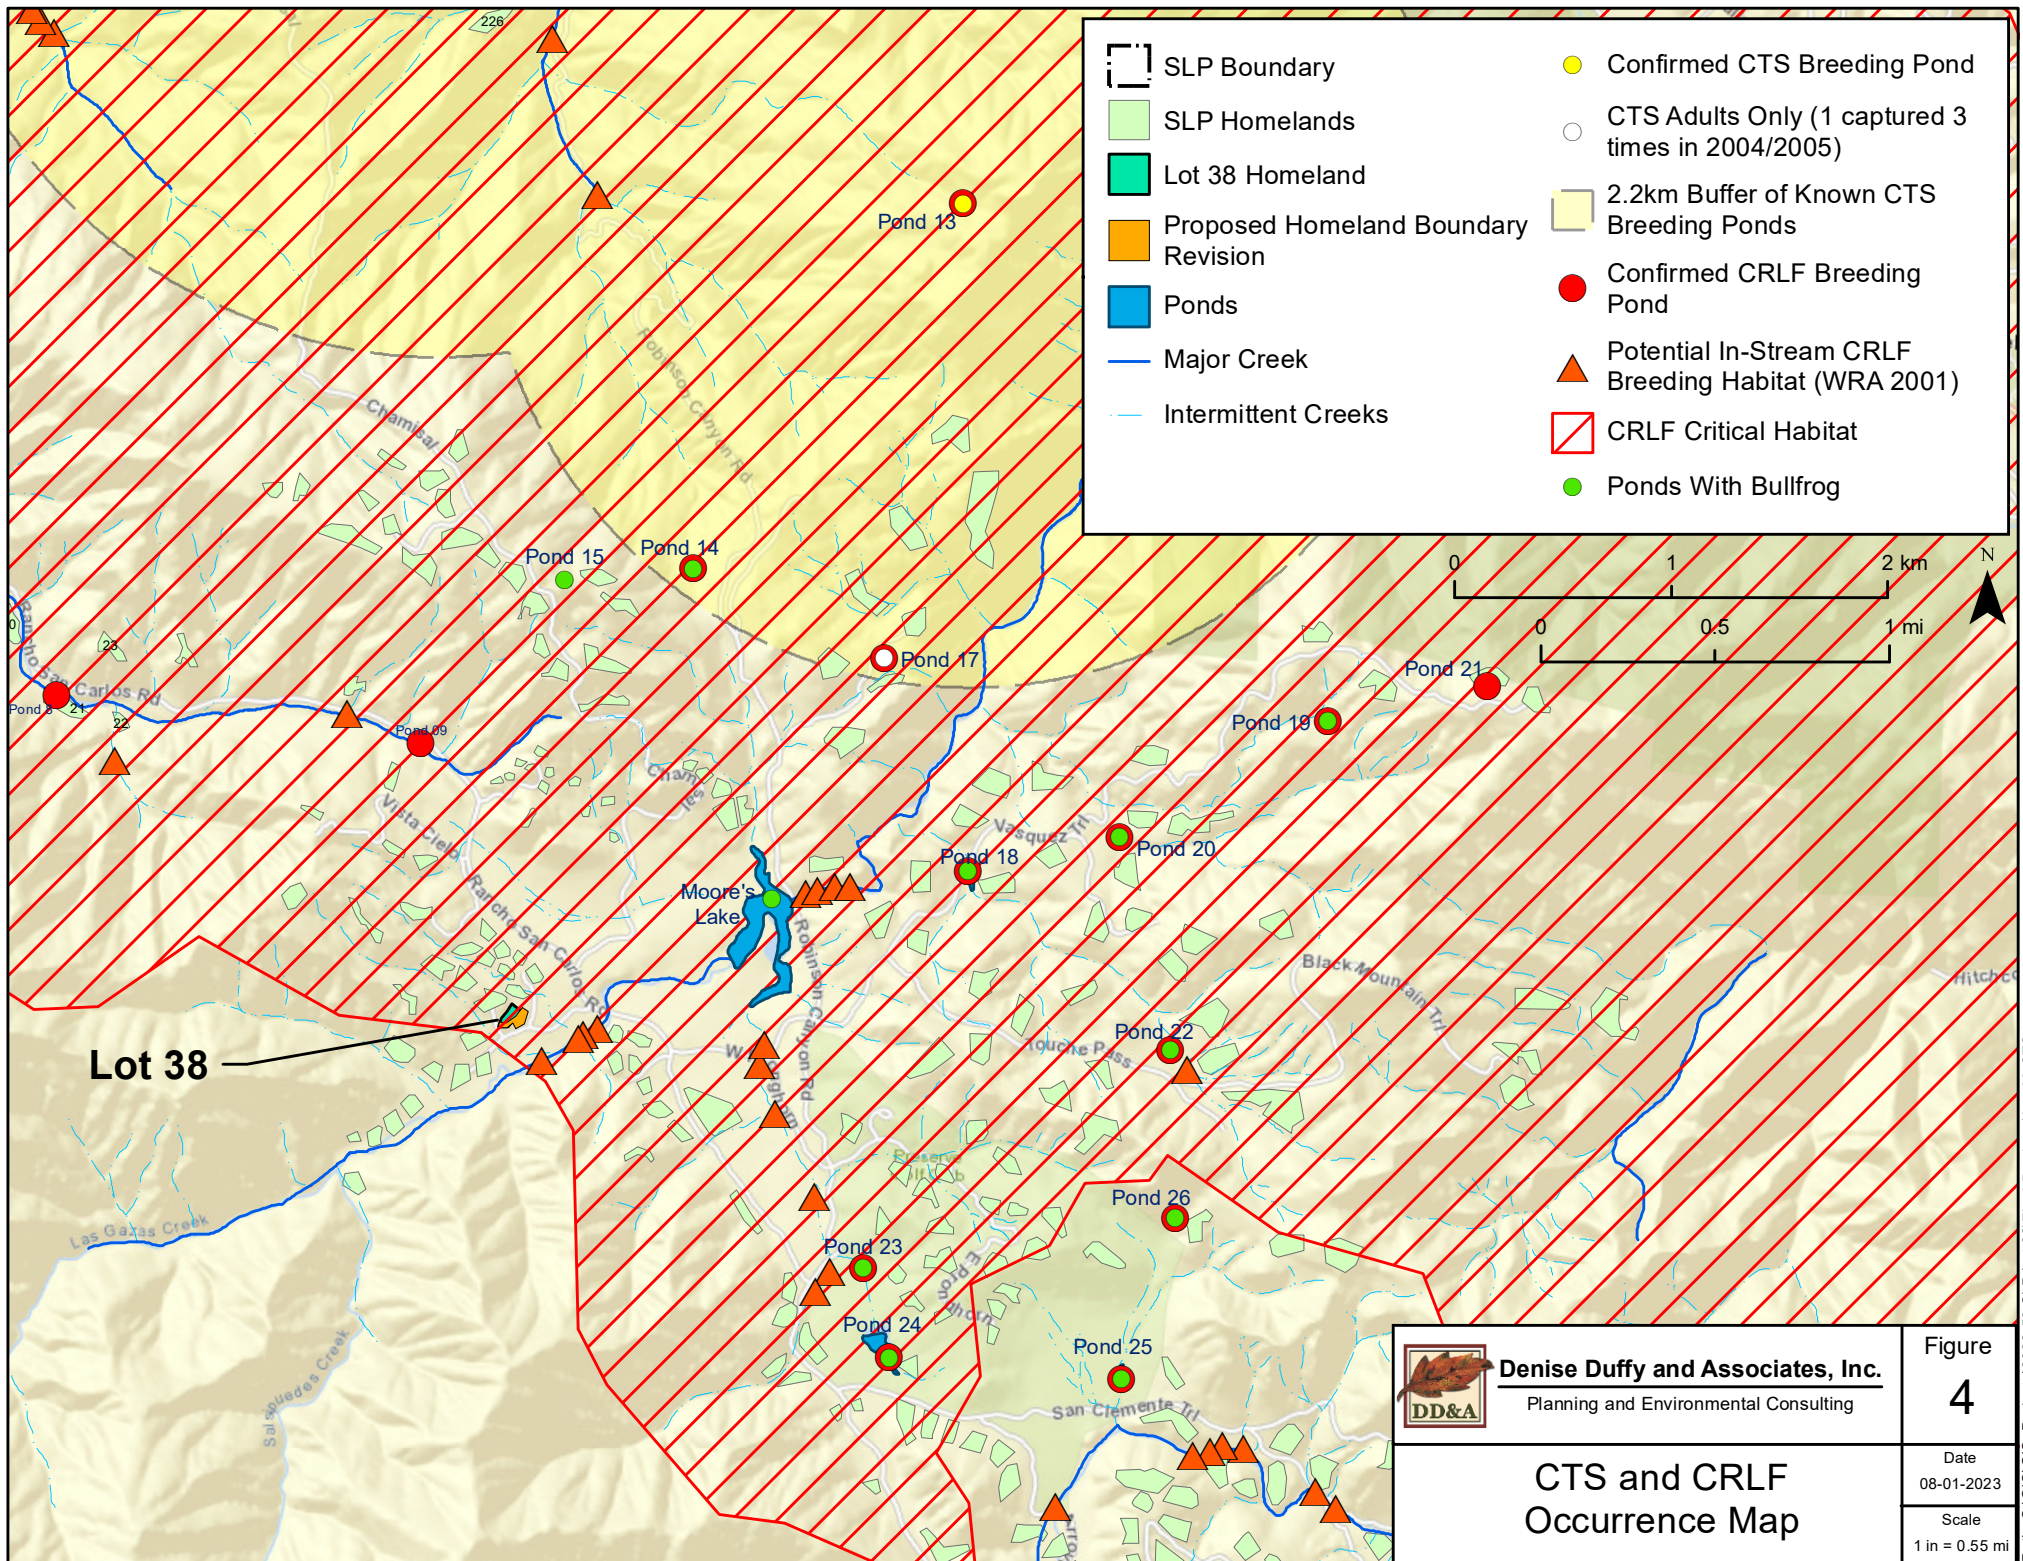 226
SLP Boundary
SLP Homelands
Lot 38 Homeland
Proposed Homeland Boundary
Revision
Ponds
Major Creek
Intermittent Creeks
Confirmed CTS Breeding Pond
CTS Adults Only (1 captured 3
times in 2004/2005)
2.2km Buffer of Known CTS
Breeding Ponds
Confirmed CRLF Breeding
Pond
Potential In-Stream CRLF
Breeding Habitat (WRA 2001)
CRLF Critical Habitat
Ponds With Bullfrog
0 1 2 km
N
0 0.5 1 mi
Pond 13
Robinson Canyon Rd
Chamisal
Pond 15
Pond 14
Pond 17
Pond 21
Pond 19
0
23
Rancho San Carlos Rd
Pond 8
21
22
Pond 09
Vista Cielo
Vasquez Trl
Pond 18
Pond 20
Moore's
Lake
Rancho San Carlos Rd
Robinson Canyon Rd
Black Mountain Trl
Lot 38
Pond 22
Touche Pass
Preserve
Pond 26
Las Gazas Creek
Pond 23
Pond 24
Pond 25
San Clemente Trl
Salsipuedes Creek
DD&A
Denise Duffy and Associates, Inc.
Planning and Environmental Consulting
Figure
4
CTS and CRLF
Occurrence Map
Date
08-01-2023
Scale
1 in = 0.55 mi